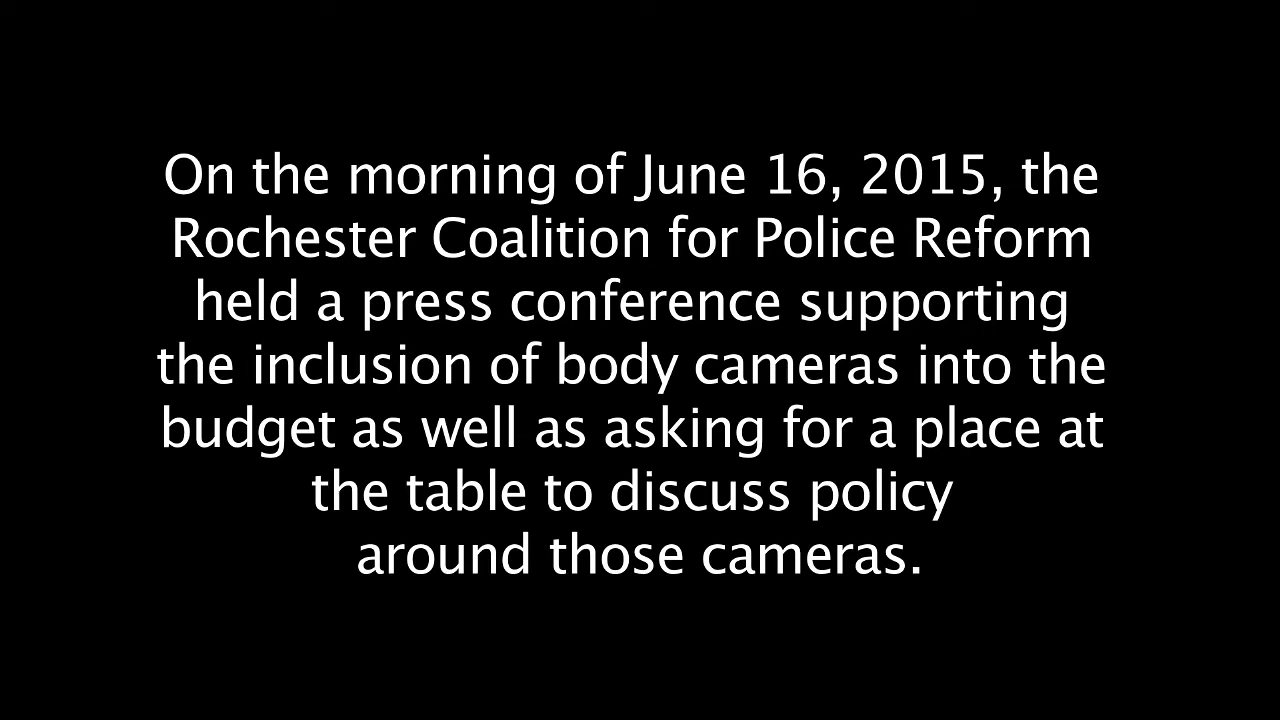 On the morning of June 16, 2015, the
Rochester Coalition for Police Reform
held a press conference supporting
the inclusion of body cameras into the
budget as well as asking for a place at
the table to discuss policy
around those cameras.